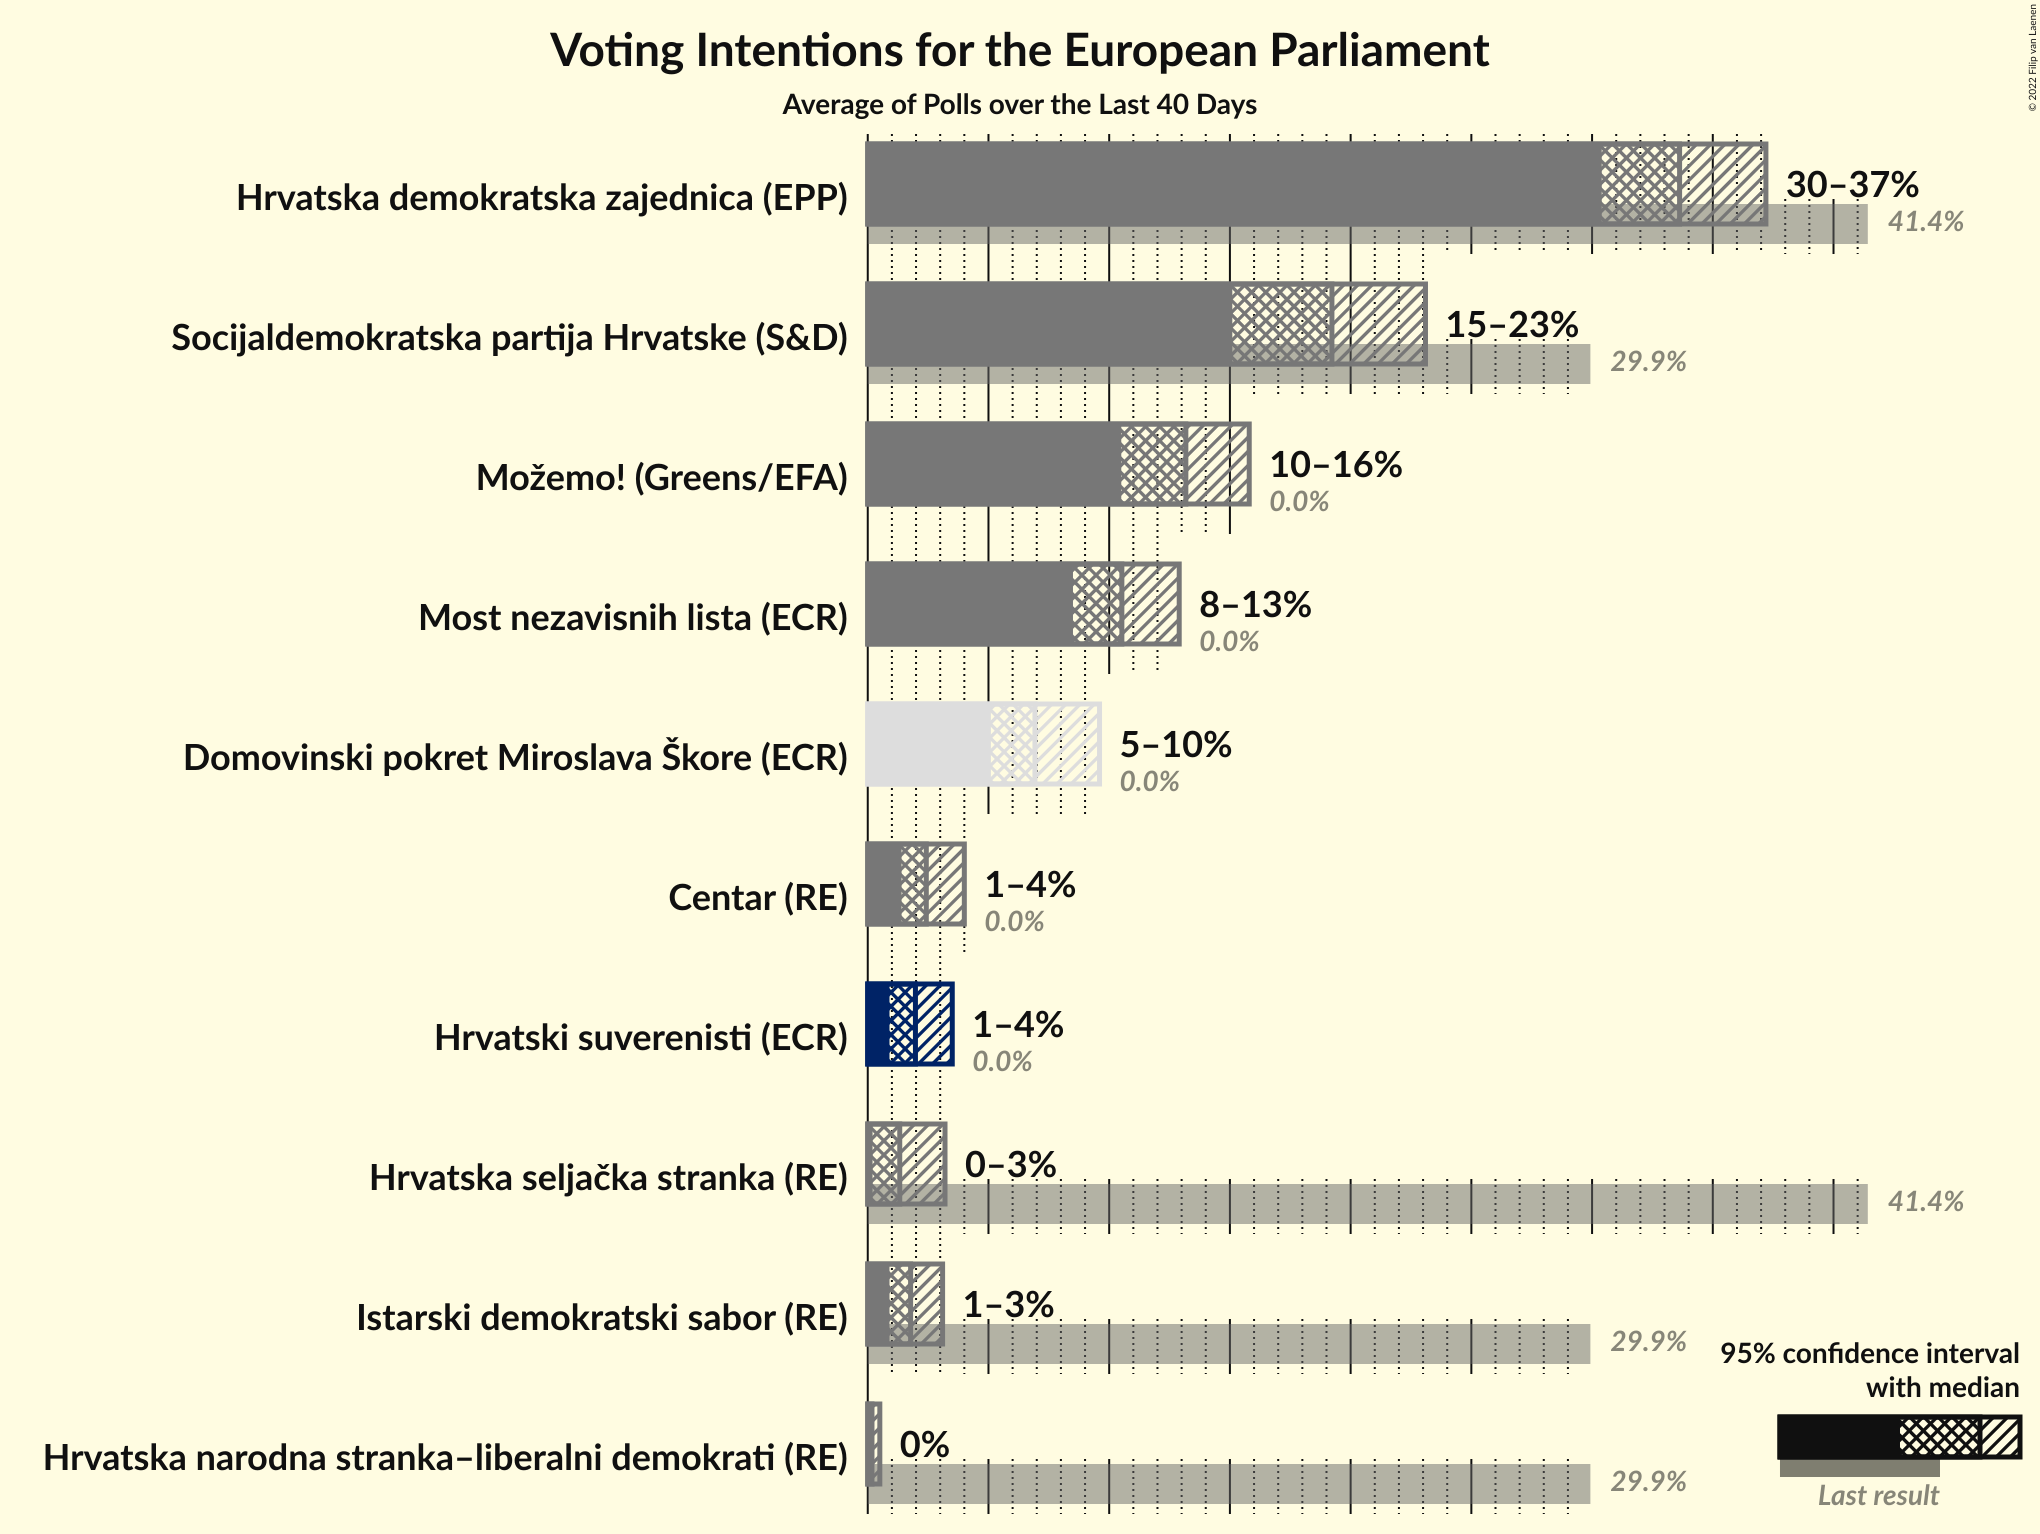 Voting Intentions for the European Parliament
Average of Polls over the Last 40 Days
© 2022 Filip van Laenen
Hrvatska demokratska zajednica (EPP)
30–37%
41.4%
Socijaldemokratska partija Hrvatske (S&D)
15–23%
29.9%
Možemo! (Greens/EFA)
10–16%
0.0%
Most nezavisnih lista (ECR)
8–13%
0.0%
Domovinski pokret Miroslava Škore (ECR)
5–10%
0.0%
Centar (RE)
1–4%
0.0%
Hrvatski suverenisti (ECR)
1–4%
0.0%
Hrvatska seljačka stranka (RE)
0–3%
41.4%
Istarski demokratski sabor (RE)
1–3%
29.9%
Hrvatska narodna stranka–liberalni demokrati (RE)
0%
29.9%
95% confidence interval
with median
Last result